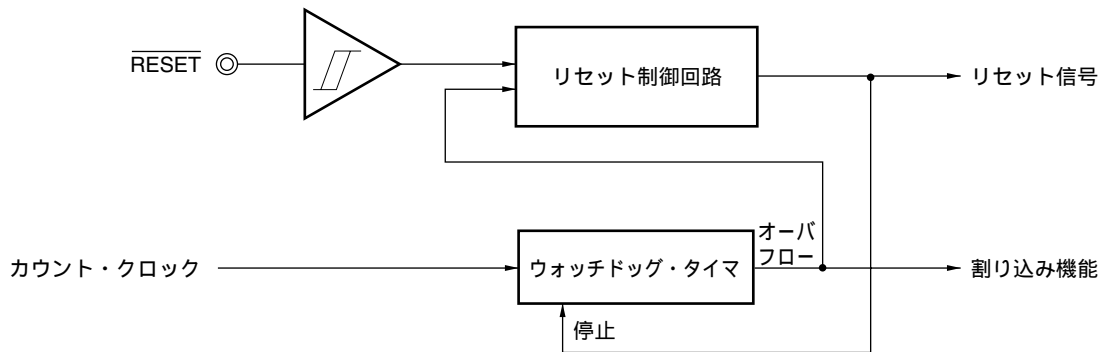 RESET
リセット制御回路
リセット信号
オーバ
フロー
カウント・クロック
ウォッチドッグ・タイマ
割り込み機能
停止